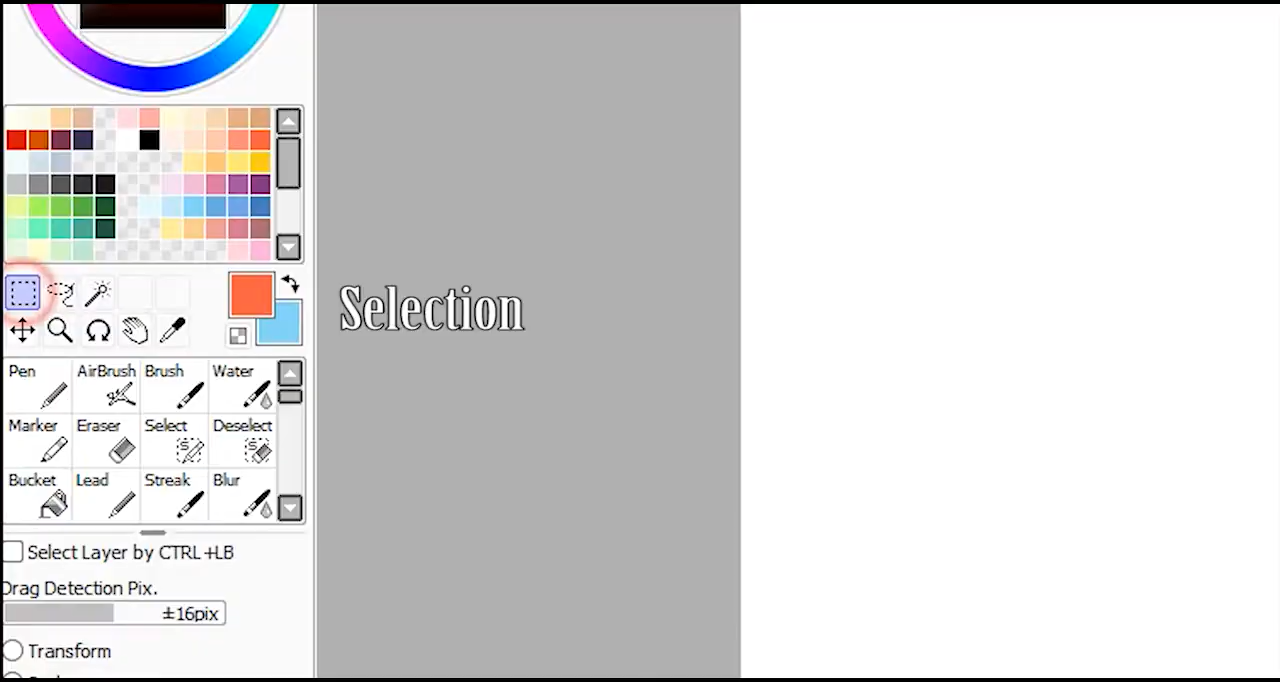 Selection
Pen AirBrush Brush Water
Marker Eraser Select Deselect
Bucket Lead Streak Blur
Select Layer by CTRL+LB
Drag Detection Pix.
±16pix
Transform